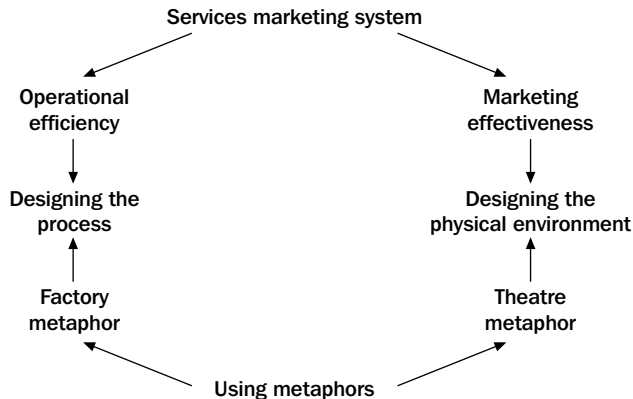 Services marketing system
Operational
efficiency
Marketing
effectiveness
Designing the
process
Designing the
physical environment
Factory
metaphor
Theatre
metaphor
Using metaphors